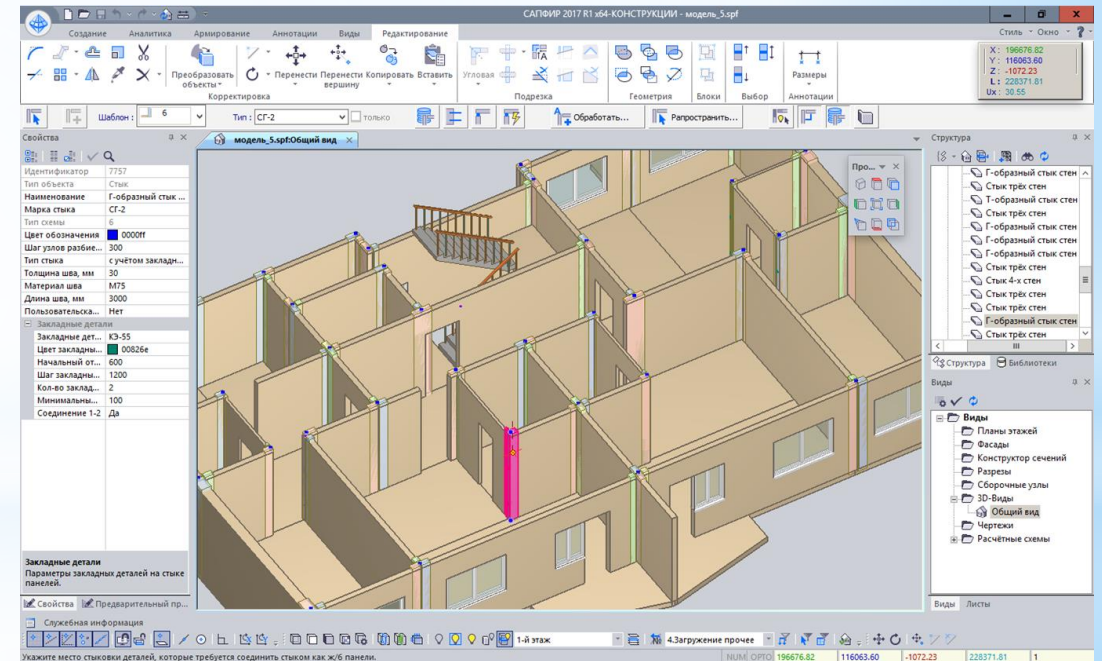 САПФИР 2017 R1 x64-КОНСТРУКЦИИ - модель_5.spf
Создание Аналитика Армирование Аннотации Виды Редактирование Стиль Окно ?
X: 196676.82
Y: 116063.60
Z: -1072.23
L: 228371.81
Ux: 30.55
Преобразовать объекты Перенести Перенести вершину Копировать Вставить Угловая Размеры
Корректировка Подрезка Геометрия Блоки Выбор Аннотации
Шаблон: 6 Тип: СГ-2 только Обработать... Рапространить...
Свойства
модель_5.spf:Общий вид
Идентификатор 7757
Тип объекта Стык
Наименование Г-образный стык ...
Марка стыка СГ-2
Тип схемы 6
Цвет обозначения 0000ff
Шаг узлов разбие... 300
Тип стыка с учётом закладн...
Толщина шва, мм 30
Материал шва М75
Длина шва, мм 3000
Пользовательска... Нет
Закладные детали
Закладные дет... КЭ-55
Цвет закладны... 00826e
Начальный от... 600
Шаг закладны... 1200
Кол-во заклад... 2
Минимальны... 100
Соединение 1-2 Да
Закладные детали
Параметры закладных деталей на стыке
панелей.
Свойства Предварительный пр...
Про...
Структура
Г-образный стык стен
Стык трёх стен
Т-образный стык стен
Стык трёх стен
Г-образный стык стен
Г-образный стык стен
Г-образный стык стен
Стык трёх стен
Стык 4-х стен
Стык трёх стен
Стык трёх стен
Г-образный стык стен
Стык трёх стен
Структура Библиотеки
Виды
Виды
Планы этажей
Фасады
Конструктор сечений
Разрезы
Сборочные узлы
3D-Виды
Общий вид
Чертежи
Расчётные схемы
Виды Листы
Служебная информация
1-й этаж 4.Загружение прочее
Укажите место стыковки деталей, которые требуется соединить стыком как ж/б панели. NUM ОРТО 196676.82 116063.60 -1072.23 228371.81 1